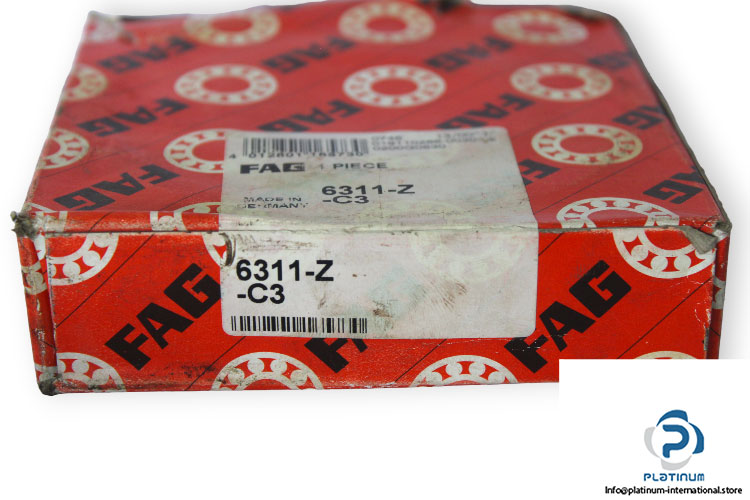 FAG
FAG
FAG
FAG 1 PIECE
6311-Z
MADE IN -C3
GERMANY
6311-Z
-C3
FAG
FAG
PLATINUM
Info@platinum-international.store